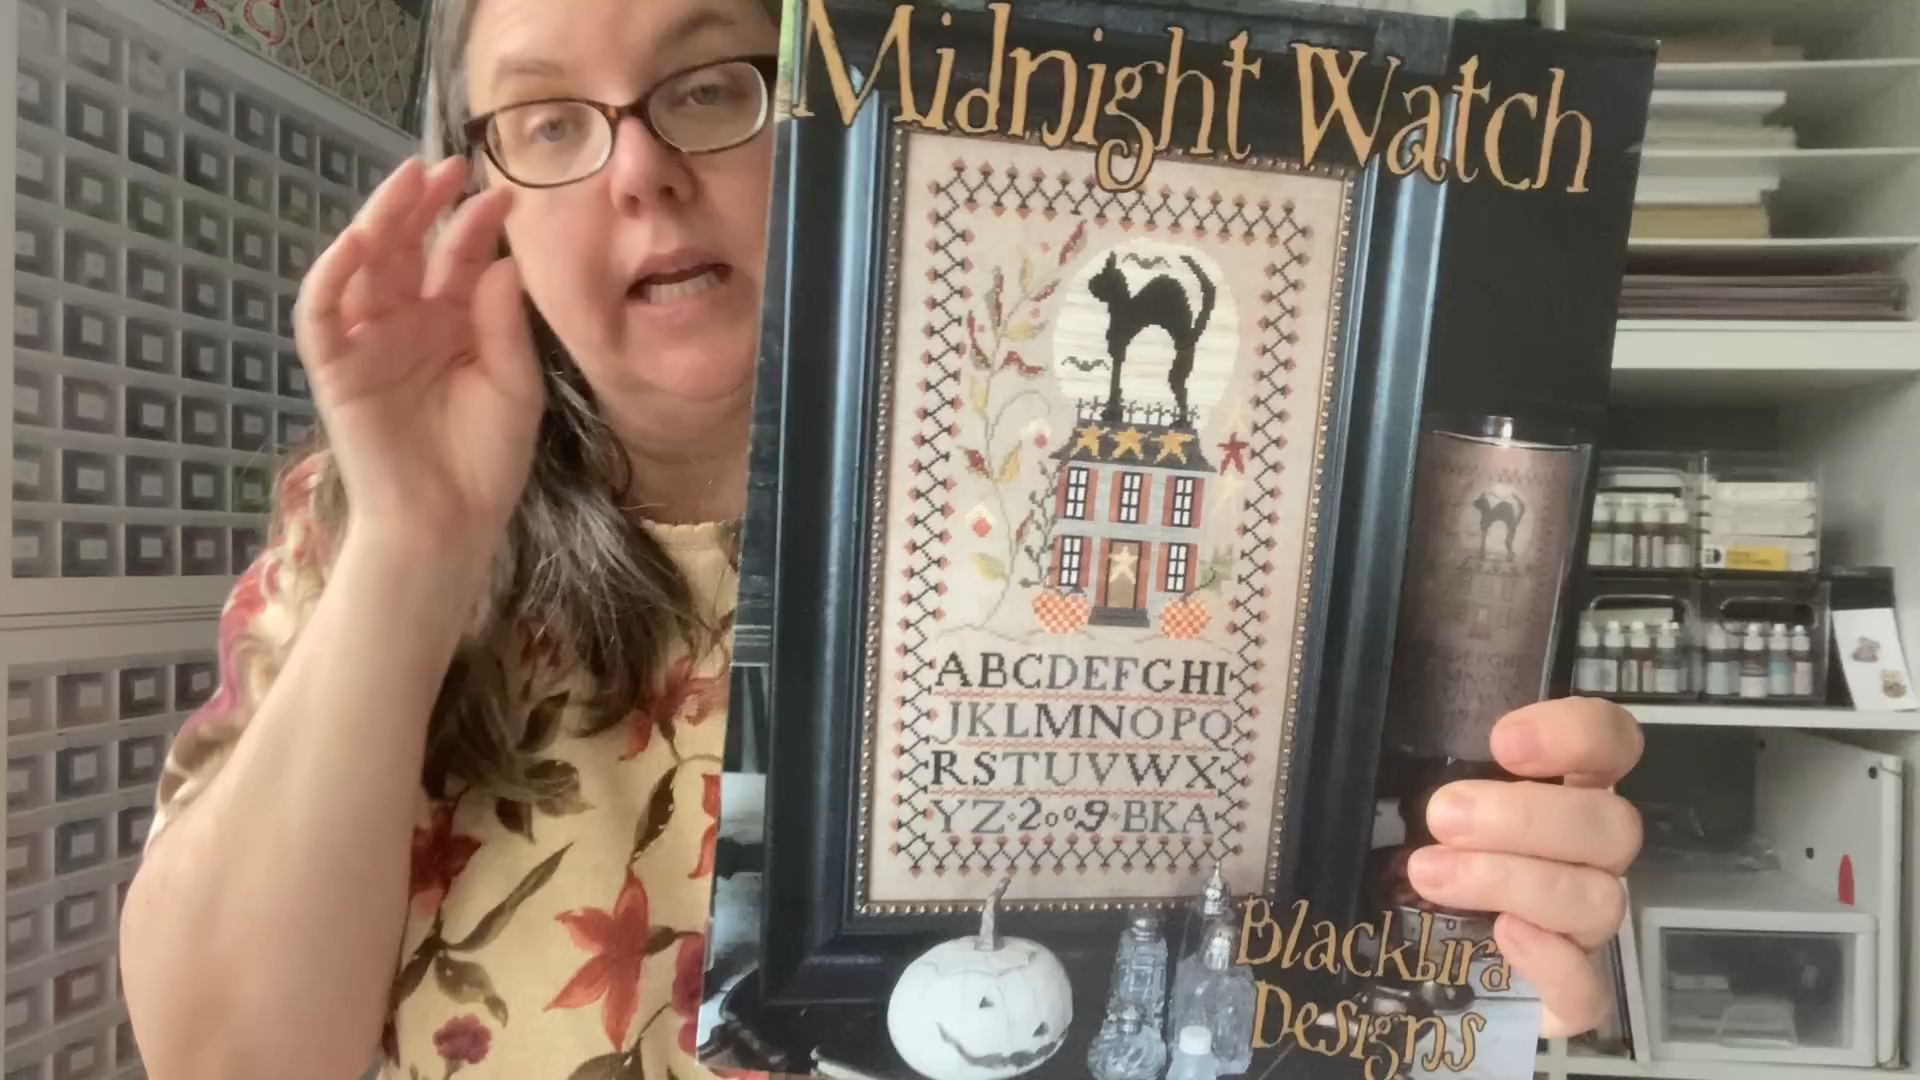 Midnight Watch
ABCDEFGHI
JKLMNOPQ
RSTUVWX
YZ·2009·BKA
Blackbird
Designs